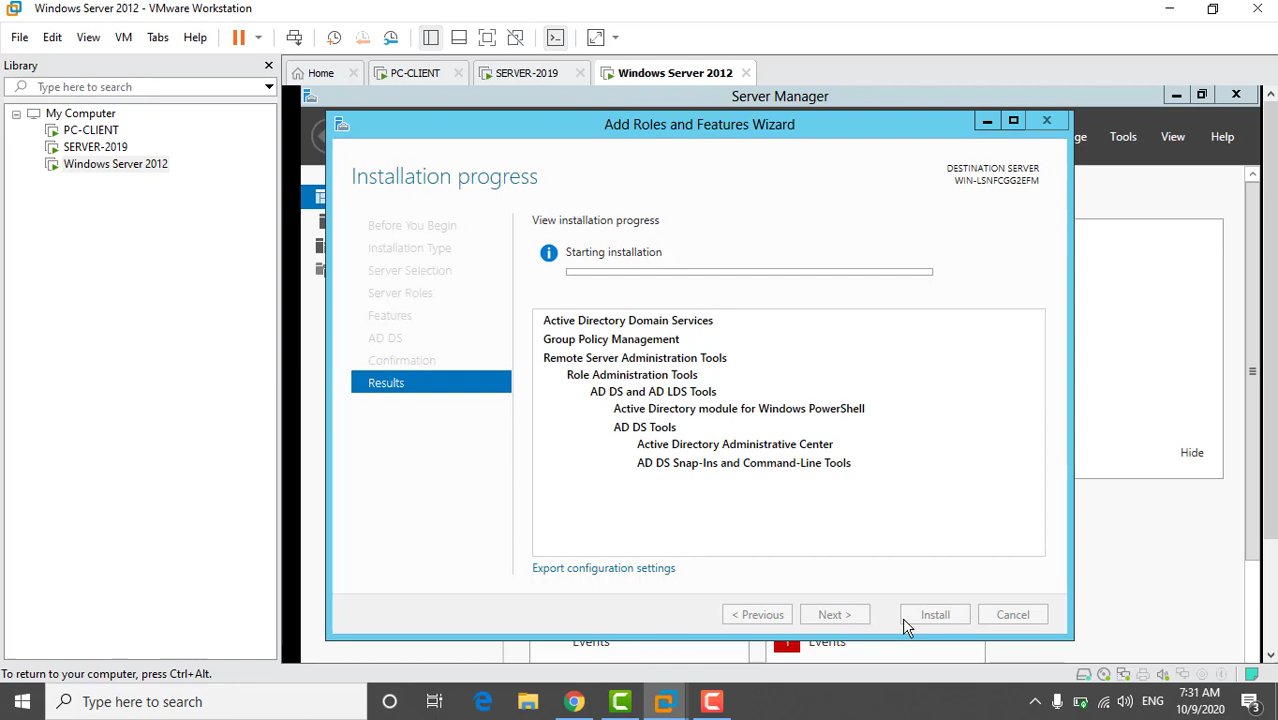 Windows Server 2012 - VMware Workstation
File Edit View VM Tabs Help
Library
Type here to search
My Computer
PC-CLIENT
SERVER-2019
Windows Server 2012
Home PC-CLIENT SERVER-2019 Windows Server 2012
Server Manager
Tools View Help
Add Roles and Features Wizard
Installation progress
DESTINATION SERVER
WIN-LSNFCGG2EFM
Before You Begin
Installation Type
Server Selection
Server Roles
Features
AD DS
Confirmation
Results
View installation progress
Starting installation
Active Directory Domain Services
Group Policy Management
Remote Server Administration Tools
Role Administration Tools
AD DS and AD LDS Tools
Active Directory module for Windows PowerShell
AD DS Tools
Active Directory Administrative Center
AD DS Snap-Ins and Command-Line Tools
Export configuration settings
< Previous Next > Install Cancel
Hide
Events
Events
To return to your computer, press Ctrl+Alt.
Type here to search
ENG
7:31 AM
10/9/2020
3